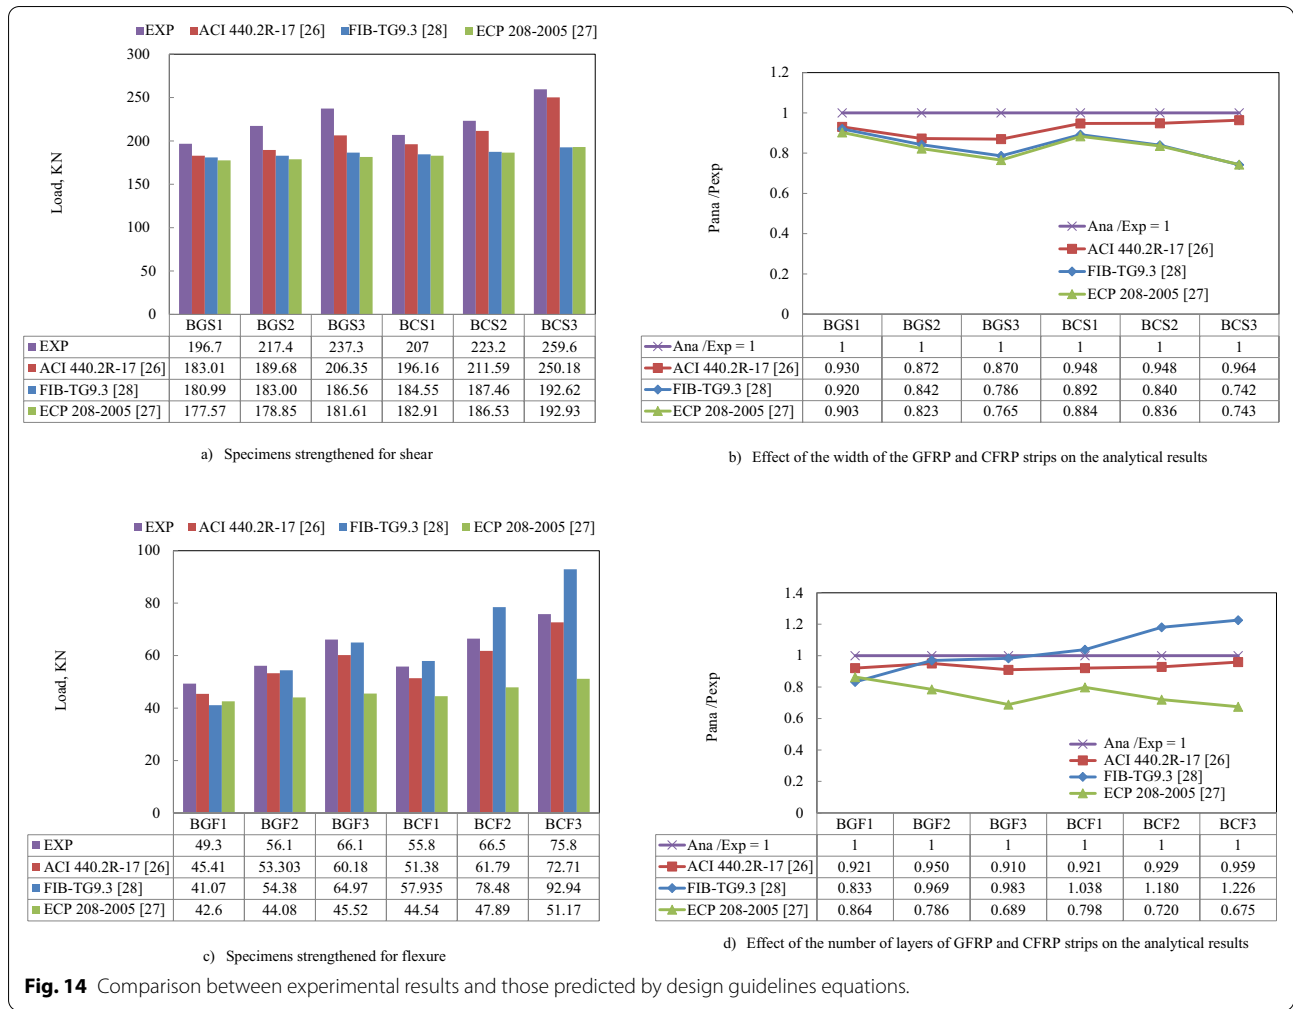 EXP ACI 440.2R-17 [26] FIB-TG9.3 [28] ECP 208-2005 [27]
300
250
200
150
100
50
0
Load, KN
BGS1 BGS2 BGS3 BCS1 BCS2 BCS3
EXP 196.7 217.4 237.3 207 223.2 259.6
ACI 440.2R-17 [26] 183.01 189.68 206.35 196.16 211.59 250.18
FIB-TG9.3 [28] 180.99 183.00 186.56 184.55 187.46 192.62
ECP 208-2005 [27] 177.57 178.85 181.61 182.91 186.53 192.93
a) Specimens strengthened for shear
1.2
1
0.8
0.6
0.4
0.2
0
Pana /Pexp
Ana /Exp = 1
ACI 440.2R-17 [26]
FIB-TG9.3 [28]
ECP 208-2005 [27]
BGS1 BGS2 BGS3 BCS1 BCS2 BCS3
Ana /Exp = 1 1 1 1 1 1 1
ACI 440.2R-17 [26] 0.930 0.872 0.870 0.948 0.948 0.964
FIB-TG9.3 [28] 0.920 0.842 0.786 0.892 0.840 0.742
ECP 208-2005 [27] 0.903 0.823 0.765 0.884 0.836 0.743
b) Effect of the width of the GFRP and CFRP strips on the analytical results
EXP ACI 440.2R-17 [26] FIB-TG9.3 [28] ECP 208-2005 [27]
100
80
60
40
20
0
Load, KN
BGF1 BGF2 BGF3 BCF1 BCF2 BCF3
EXP 49.3 56.1 66.1 55.8 66.5 75.8
ACI 440.2R-17 [26] 45.41 53.303 60.18 51.38 61.79 72.71
FIB-TG9.3 [28] 41.07 54.38 64.97 57.935 78.48 92.94
ECP 208-2005 [27] 42.6 44.08 45.52 44.54 47.89 51.17
c) Specimens strengthened for flexure
1.4
1.2
1
0.8
0.6
0.4
0.2
0
Pana /Pexp
Ana /Exp = 1
ACI 440.2R-17 [26]
FIB-TG9.3 [28]
ECP 208-2005 [27]
BGF1 BGF2 BGF3 BCF1 BCF2 BCF3
Ana /Exp = 1 1 1 1 1 1 1
ACI 440.2R-17 [26] 0.921 0.950 0.910 0.921 0.929 0.959
FIB-TG9.3 [28] 0.833 0.969 0.983 1.038 1.180 1.226
ECP 208-2005 [27] 0.864 0.786 0.689 0.798 0.720 0.675
d) Effect of the number of layers of GFRP and CFRP strips on the analytical results
Fig. 14 Comparison between experimental results and those predicted by design guidelines equations.